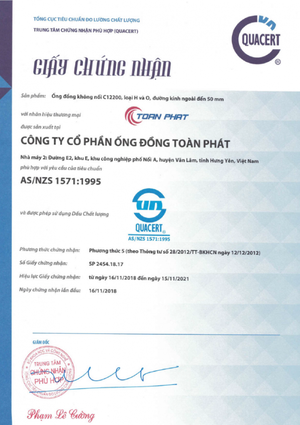 TỔNG CỤC TIÊU CHUẨN ĐO LƯỜNG CHẤT LƯỢNG
TRUNG TÂM CHỨNG NHẬN PHÙ HỢP (QUACERT)
QUACERT
®
GIẤY CHỨNG NHẬN
Sản phẩm: Ống đồng không nối C12200, loại H và O, đường kính ngoài đến 50 mm
với nhãn hiệu thương mại
TOAN PHAT
được sản xuất tại
CÔNG TY CỔ PHẦN ỐNG ĐỒNG TOÀN PHÁT
Nhà máy 2: Đường E2, khu E, khu công nghiệp phố Nối A, huyện Văn Lâm, tỉnh Hưng Yên, Việt Nam
phù hợp với yêu cầu của tiêu chuẩn
AS/NZS 1571:1995
và được phép sử dụng Dấu Chất lượng
QUACERT
®
AS/NZS 1571:1995
Phương thức chứng nhận: Phương thức 5 (theo Thông tư số 28/2012/TT-BKHCN ngày 12/12/2012)
Số Giấy chứng nhận: SP 2454.18.17
Hiệu lực Giấy chứng nhận: từ ngày 16/11/2018 đến ngày 15/11/2021
Ngày chứng nhận lần đầu: 16/11/2018
GIÁM ĐỐC
TRUNG TÂM
CHỨNG NHẬN
PHÙ HỢP
Phạm Lê Cường